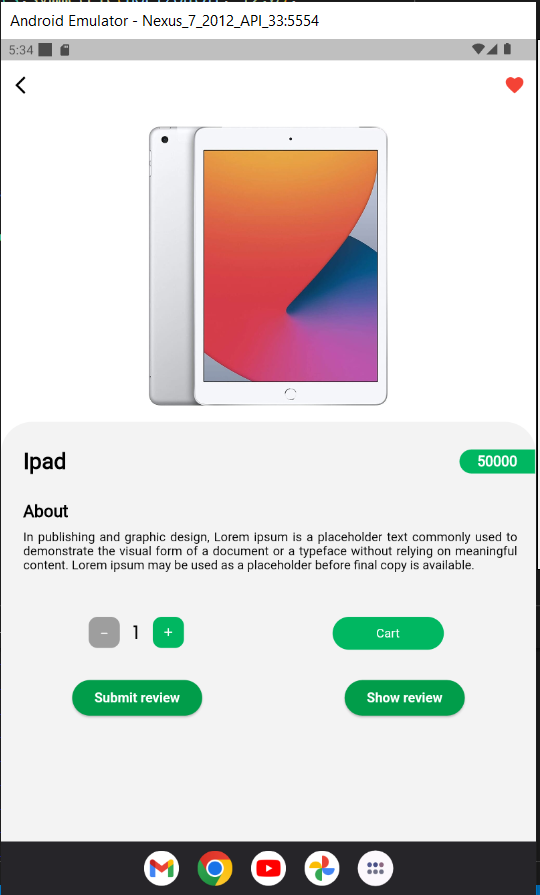 Android Emulator - Nexus_7_2012_API_33:5554
5:34
Ipad
50000
About
In publishing and graphic design, Lorem ipsum is a placeholder text commonly used to
demonstrate the visual form of a document or a typeface without relying on meaningful
content. Lorem ipsum may be used as a placeholder before final copy is available.
− 1 + Cart
Submit review Show review